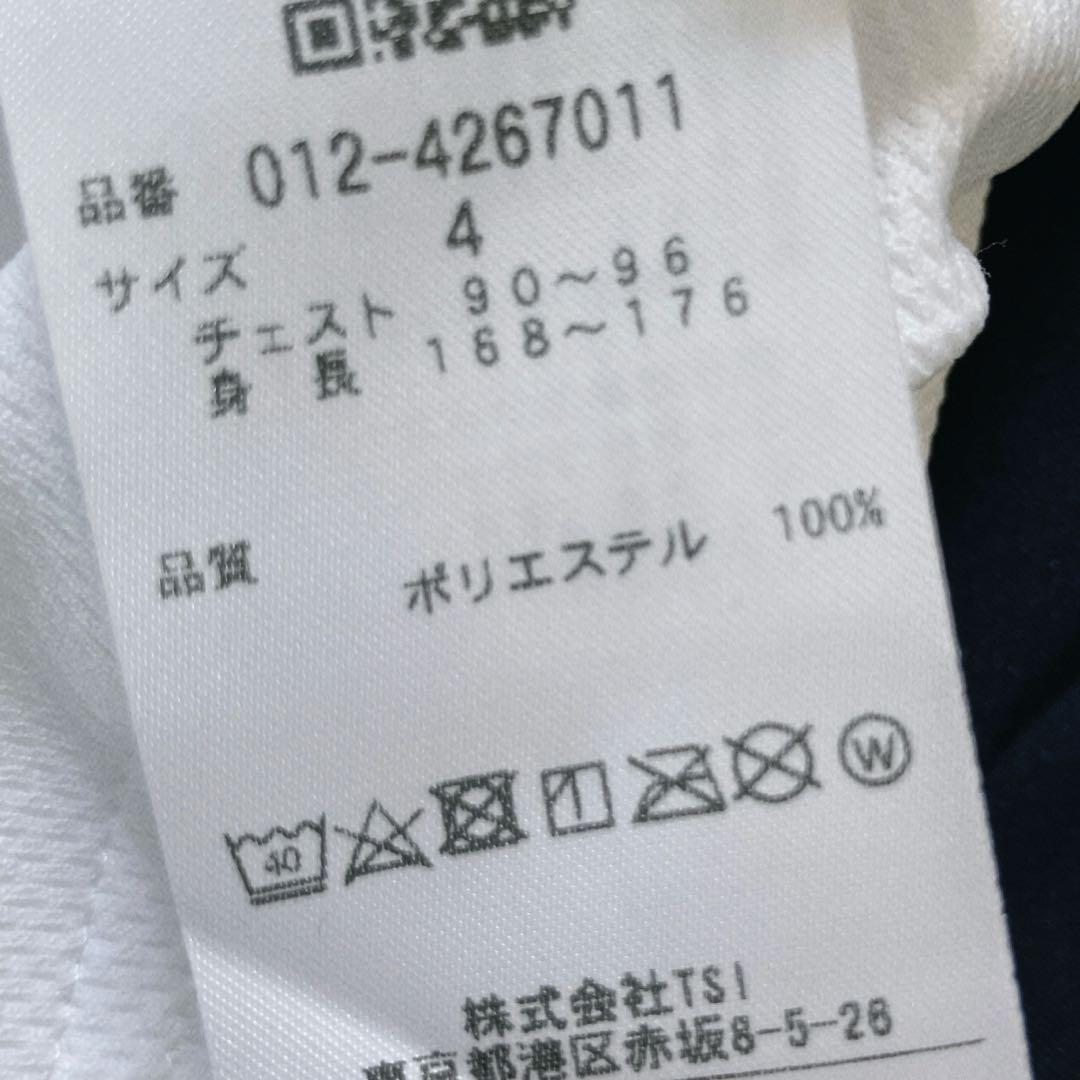 品番 012-4267011
サイズ 4
チェスト 90～96
身長 168～176
品質 ポリエステル 100%
40 W
株式会社TSI
東京都港区赤坂8-5-26